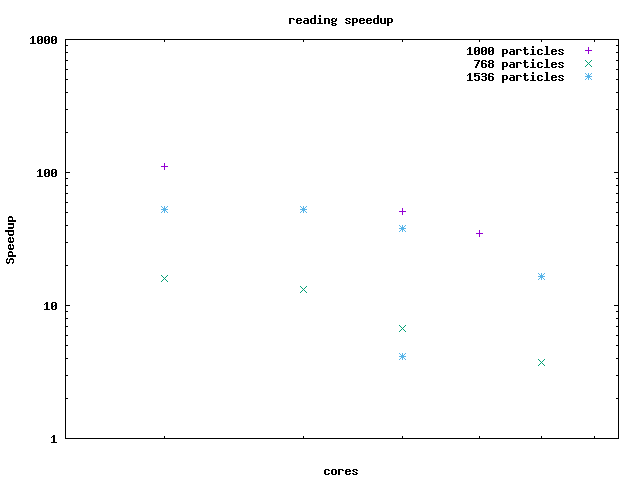 reading speedup
1000
1000 particles
768 particles
1536 particles
100
Speedup
10
1
cores